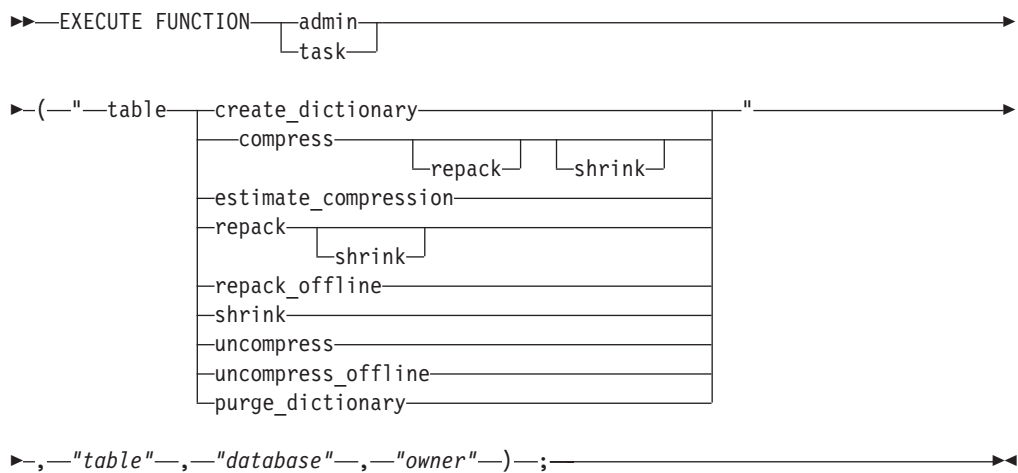 EXECUTE FUNCTION admin
task
( " table create_dictionary "
compress
repack shrink
estimate_compression
repack
shrink
repack_offline
shrink
uncompress
uncompress_offline
purge_dictionary
, "table" , "database" , "owner" ) ;